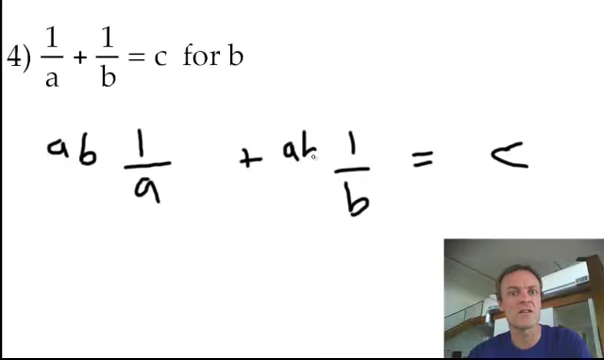 4) 1/a + 1/b = c for b
ab 1/a + ab 1/b = c